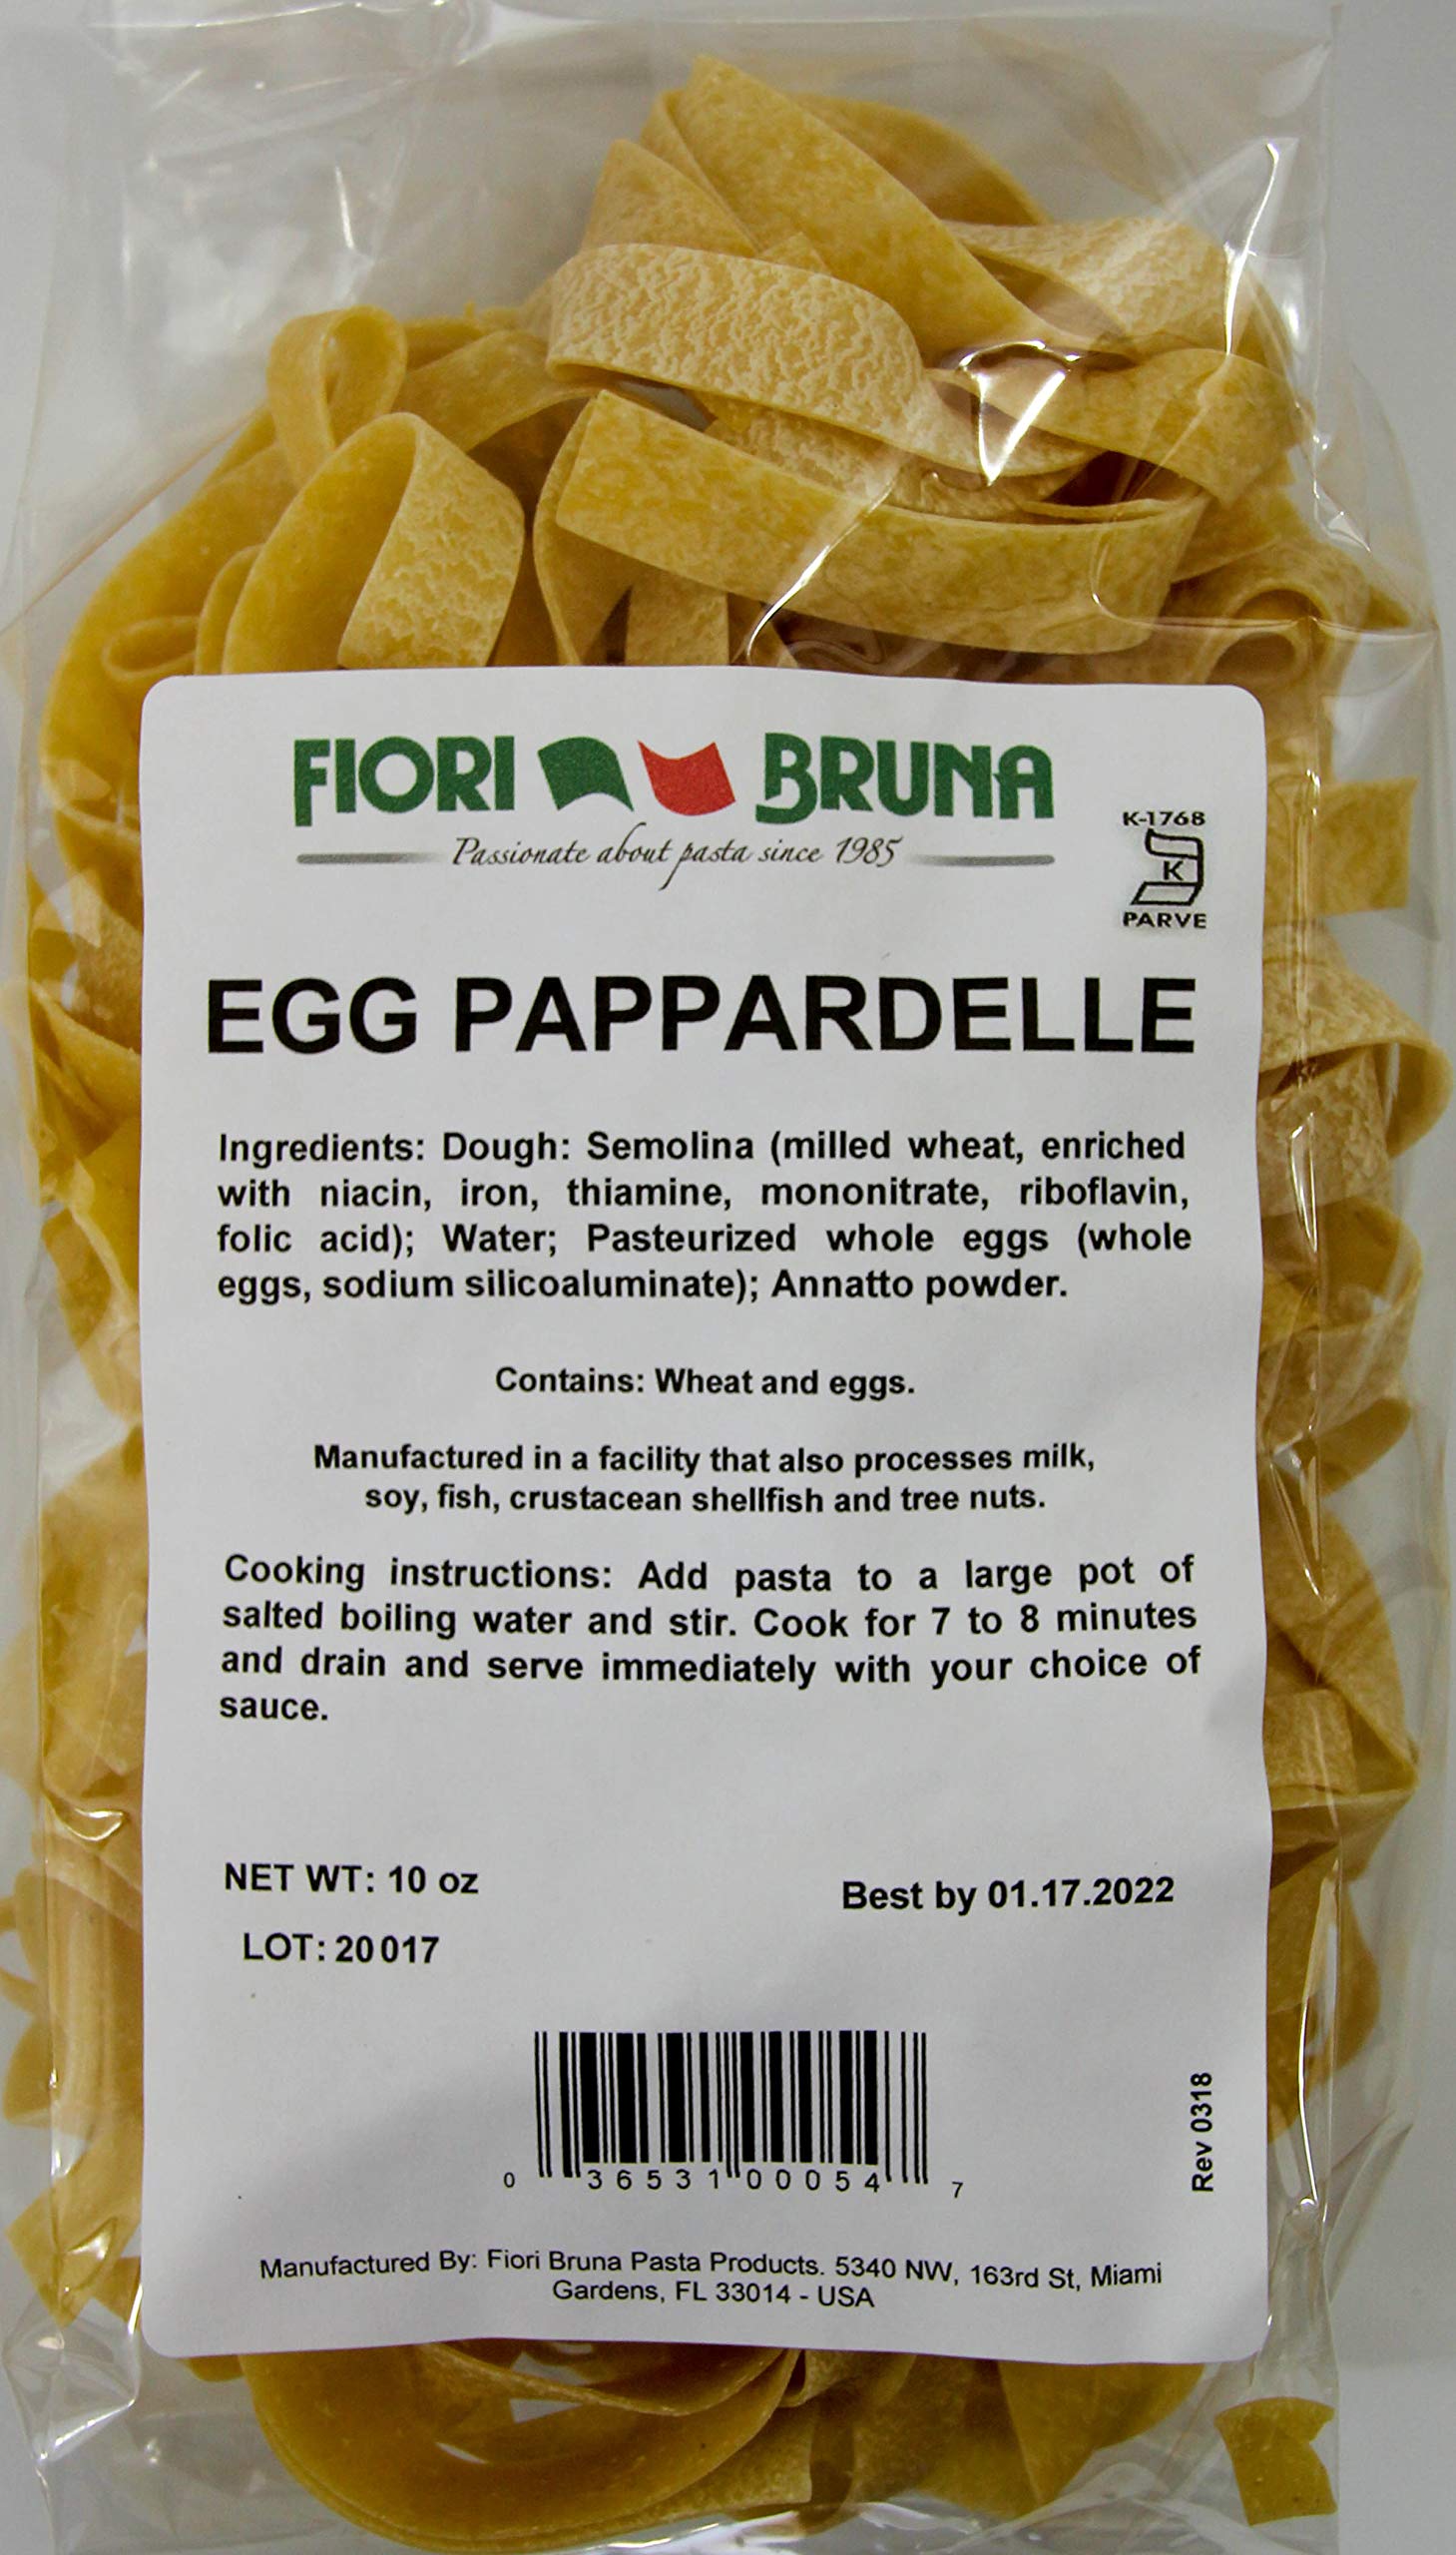 FIORI BRUNA
Passionate about pasta since 1985
K-1768
K
PARVE
EGG PAPPARDELLE
Ingredients: Dough: Semolina (milled wheat, enriched
with niacin, iron, thiamine, mononitrate, riboflavin,
folic acid); Water; Pasteurized whole eggs (whole
eggs, sodium silicoaluminate); Annatto powder.
Contains: Wheat and eggs.
Manufactured in a facility that also processes milk,
soy, fish, crustacean shellfish and tree nuts.
Cooking instructions: Add pasta to a large pot of
salted boiling water and stir. Cook for 7 to 8 minutes
and drain and serve immediately with your choice of
sauce.
NET WT: 10 oz
Best by 01.17.2022
LOT: 20017
0 36531 00054 7
Rev 0318
Manufactured By: Fiori Bruna Pasta Products. 5340 NW, 163rd St, Miami
Gardens, FL 33014 - USA